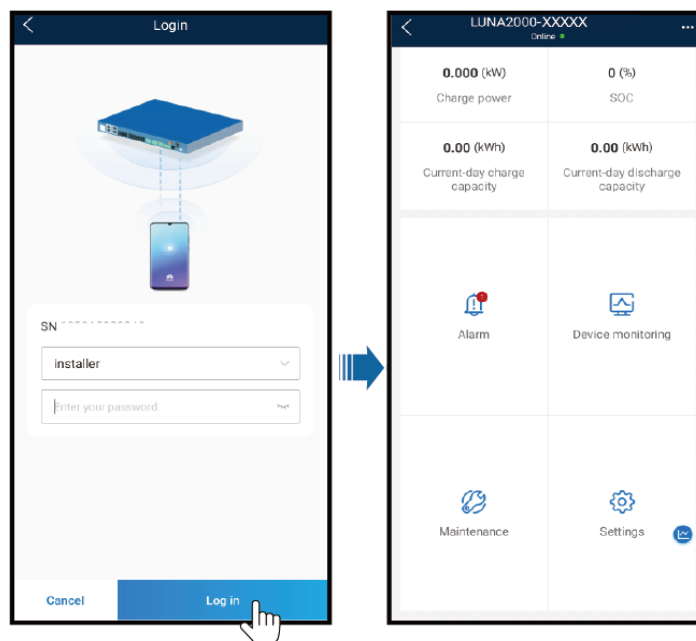 Login
SN
installer
Enter your password
Cancel
Log in
LUNA2000-XXXXX
Online
...
0.000 (kW)
Charge power
0 (%)
SOC
0.00 (kWh)
Current-day charge
capacity
0.00 (kWh)
Current-day discharge
capacity
Alarm
Device monitoring
Maintenance
Settings